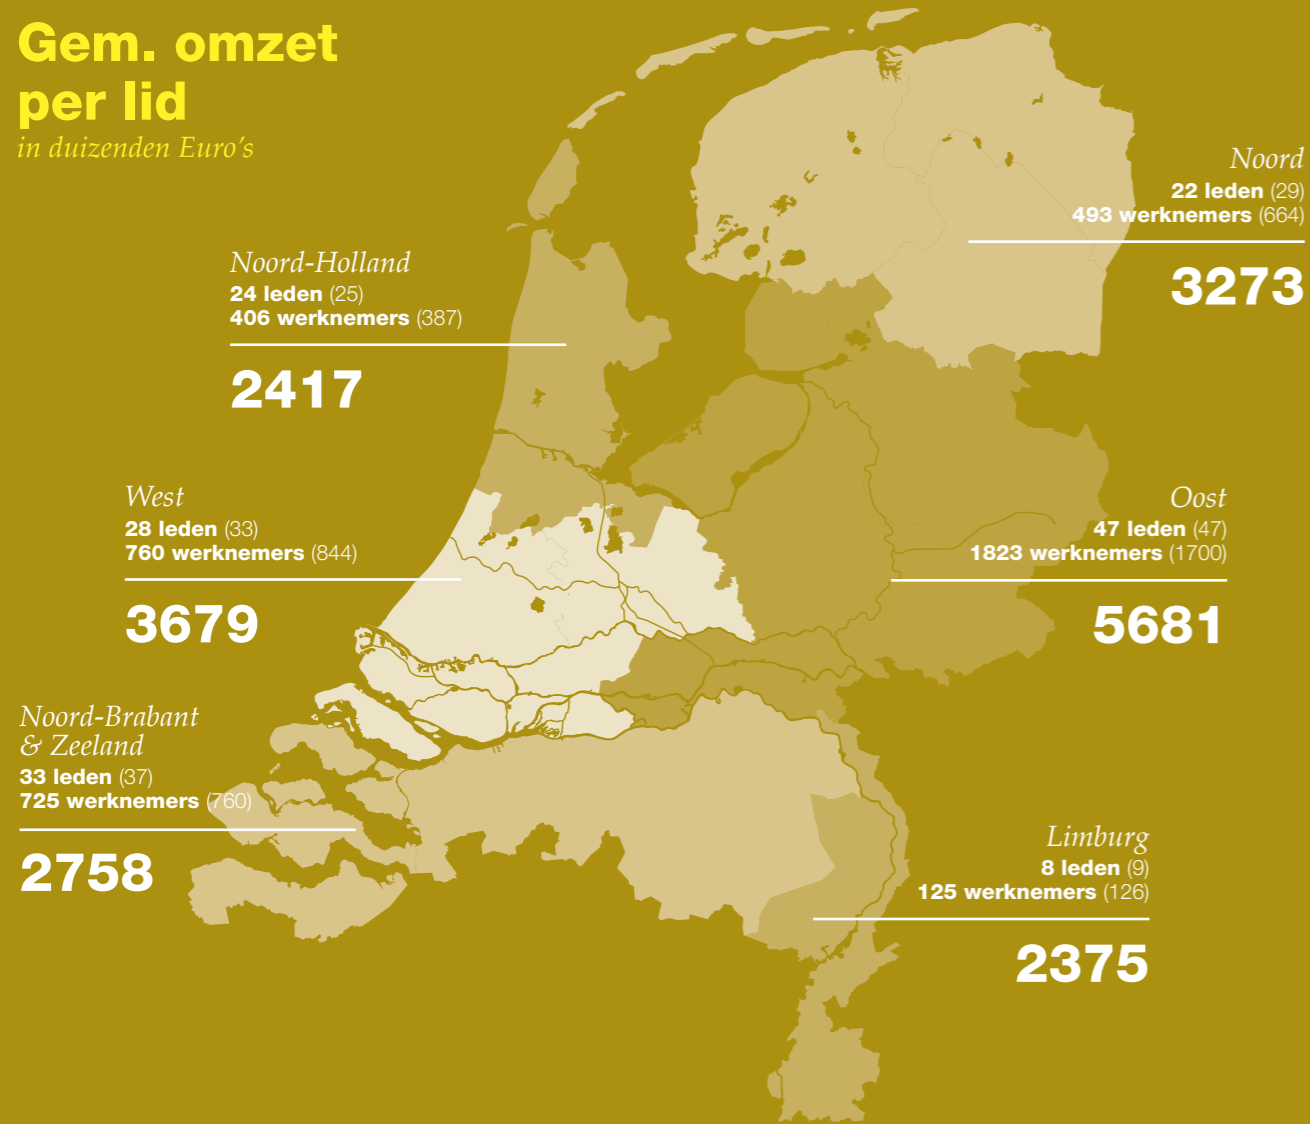 Gem. omzet
per lid
in duizenden Euro's
Noord
22 leden (29)
493 werknemers (664)
3273
Noord-Holland
24 leden (25)
406 werknemers (387)
2417
West
28 leden (33)
760 werknemers (844)
3679
Oost
47 leden (47)
1823 werknemers (1700)
5681
Noord-Brabant
& Zeeland
33 leden (37)
725 werknemers (760)
2758
Limburg
8 leden (9)
125 werknemers (126)
2375